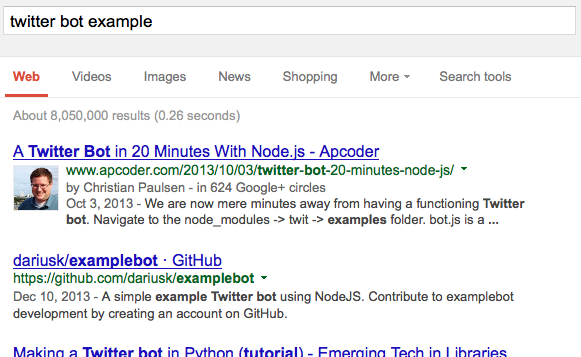 twitter bot example
Web Videos Images News Shopping More Search tools
About 8,050,000 results (0.26 seconds)
A Twitter Bot in 20 Minutes With Node.js - Apcoder
www.apcoder.com/2013/10/03/twitter-bot-20-minutes-node-js/
by Christian Paulsen - in 624 Google+ circles
Oct 3, 2013 - We are now mere minutes away from having a functioning Twitter
bot. Navigate to the node_modules -> twit -> examples folder. bot.js is a ...
dariusk/examplebot · GitHub
https://github.com/dariusk/examplebot
Dec 10, 2013 - A simple example Twitter bot using NodeJS. Contribute to examplebot
development by creating an account on GitHub.
Making a Twitter bot in Python (tutorial) - Emerging Tech in Libraries